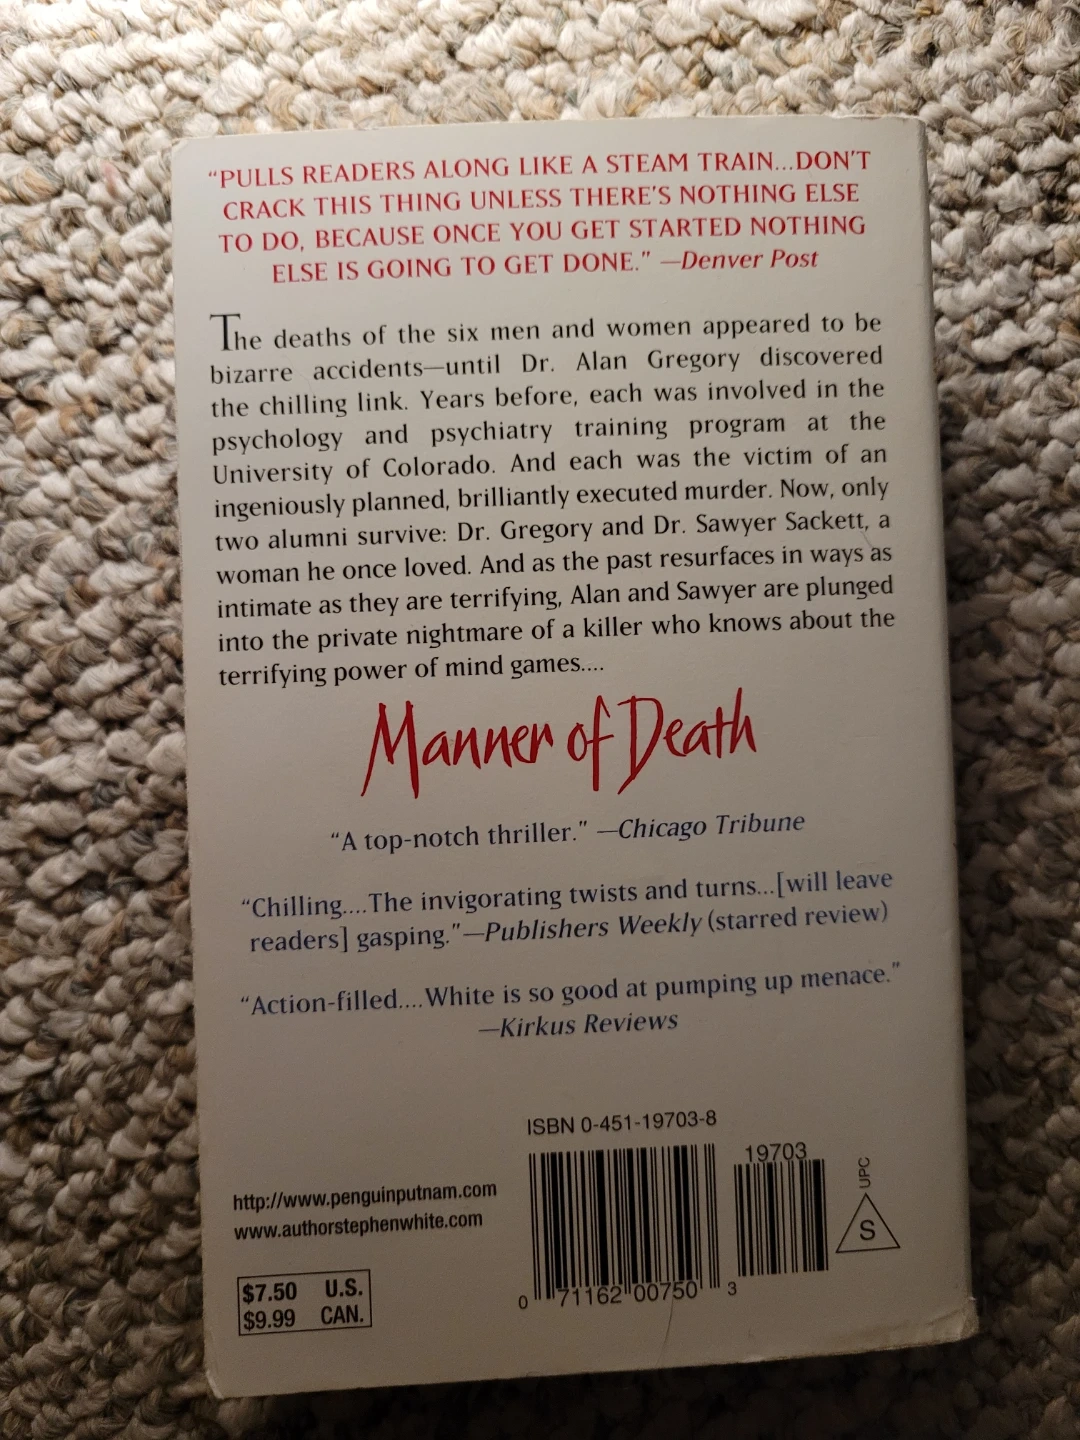 “PULLS READERS ALONG LIKE A STEAM TRAIN...DON'T
CRACK THIS THING UNLESS THERE'S NOTHING ELSE
TO DO, BECAUSE ONCE YOU GET STARTED NOTHING
ELSE IS GOING TO GET DONE.” —Denver Post
The deaths of the six men and women appeared to be
bizarre accidents—until Dr. Alan Gregory discovered
the chilling link. Years before, each was involved in the
psychology and psychiatry training program at the
University of Colorado. And each was the victim of an
ingeniously planned, brilliantly executed murder. Now, only
two alumni survive: Dr. Gregory and Dr. Sawyer Sackett, a
woman he once loved. And as the past resurfaces in ways as
intimate as they are terrifying, Alan and Sawyer are plunged
into the private nightmare of a killer who knows about the
terrifying power of mind games....
Manner of Death
“A top-notch thriller.” —Chicago Tribune
“Chilling....The invigorating twists and turns...[will leave
readers] gasping.”—Publishers Weekly (starred review)
“Action-filled....White is so good at pumping up menace.”
—Kirkus Reviews
ISBN 0-451-19703-8
19703
UPC
S
http://www.penguinputnam.com
www.authorstephenwhite.com
$7.50 U.S.
$9.99 CAN.
0 71162 00750 3